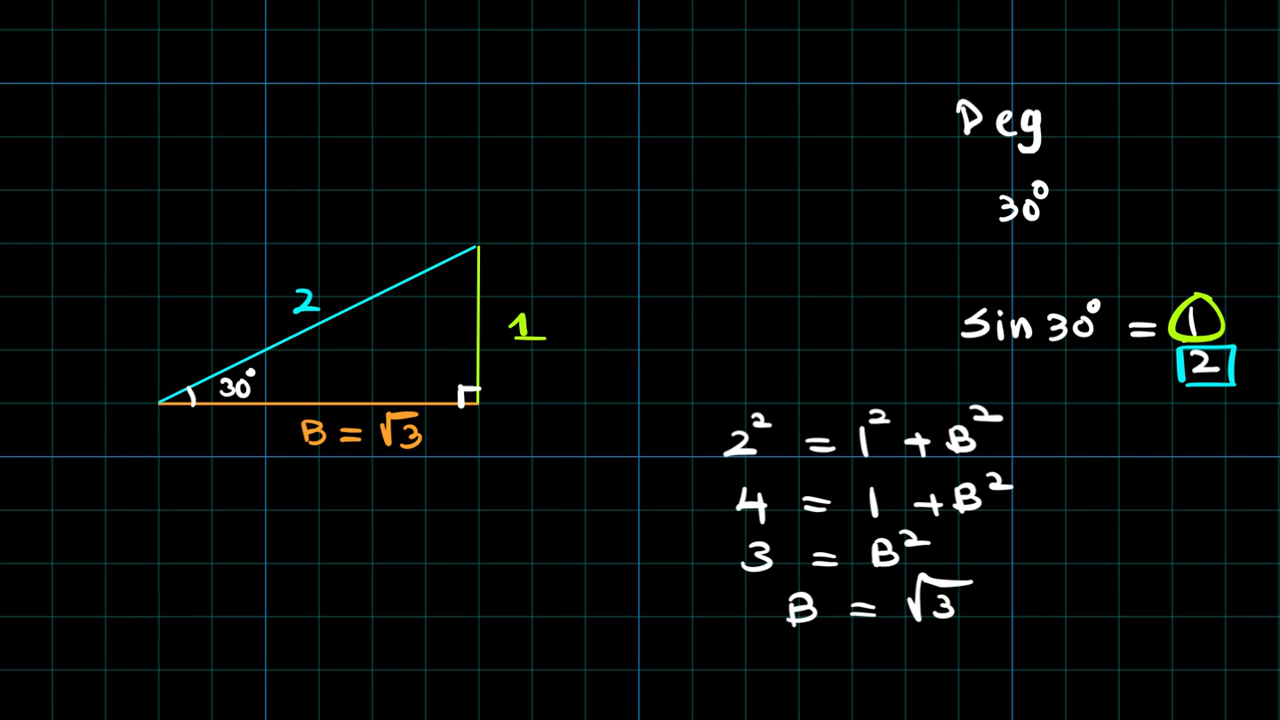 Deg
30°
2
1
Sin 30° = 1/2
30°
B = √3
2² = 1² + B²
4 = 1 + B²
3 = B²
B = √3